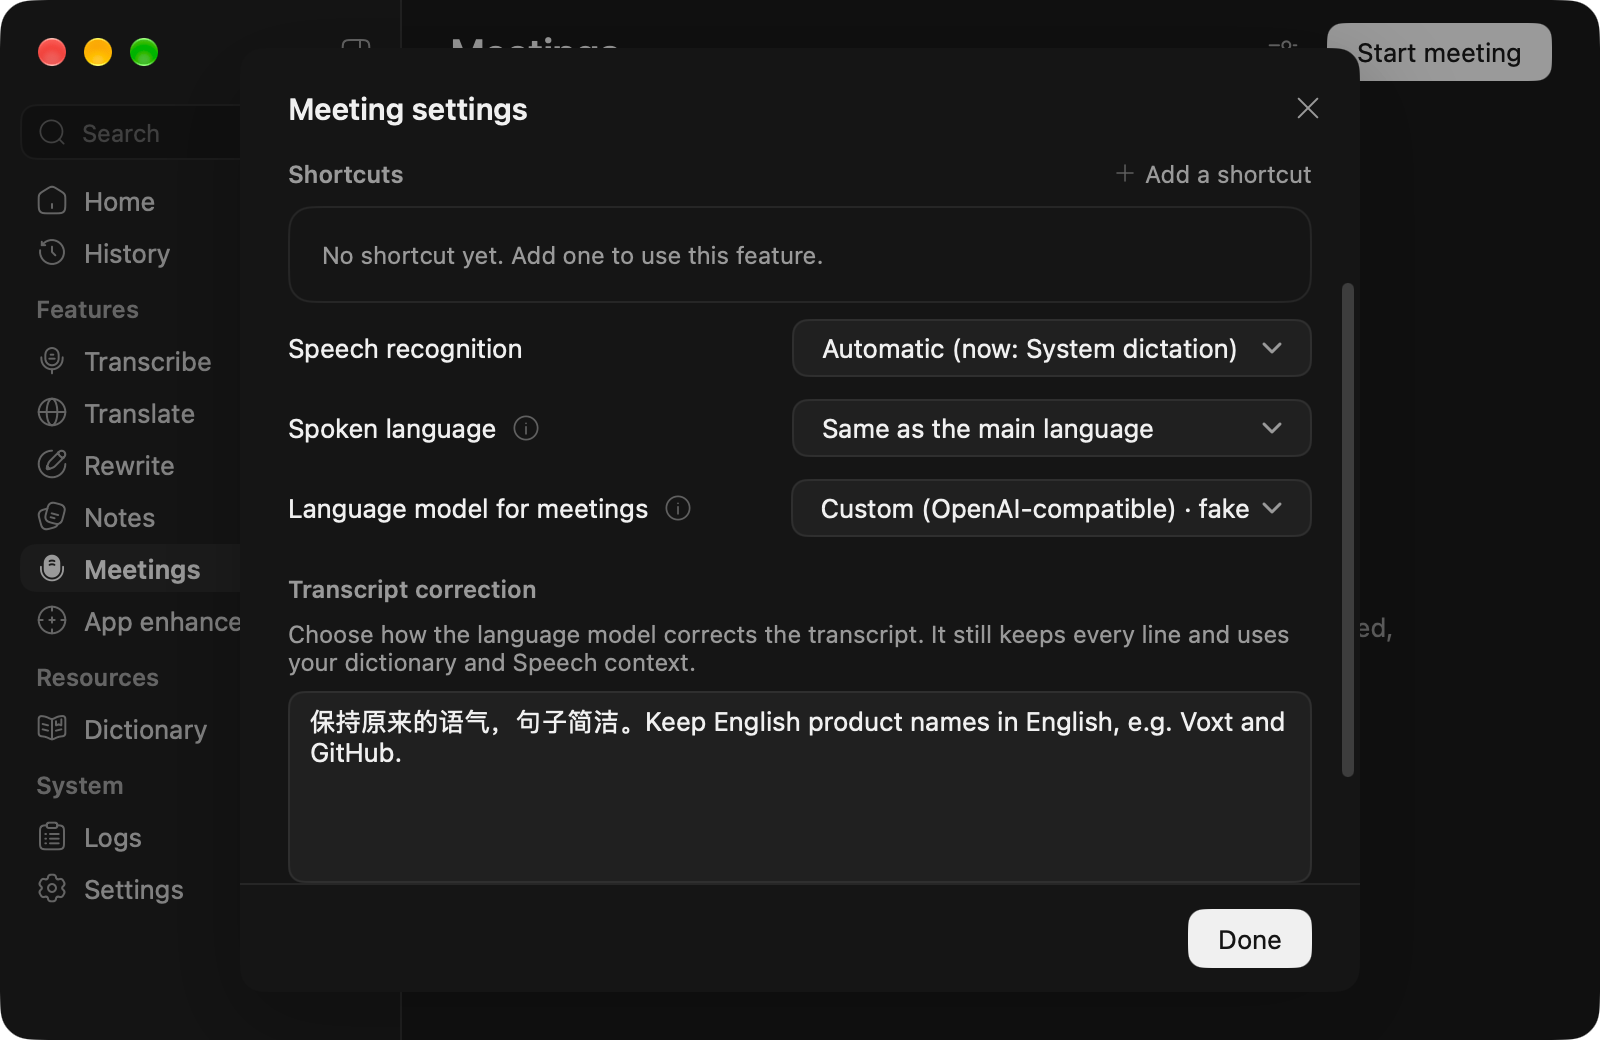 Meetings
Start meeting
Search
Home
History
Features
Transcribe
Translate
Rewrite
Notes
Meetings
App enhance
Resources
Dictionary
System
Logs
Settings
Meeting settings
Shortcuts
Add a shortcut
No shortcut yet. Add one to use this feature.
Speech recognition
Automatic (now: System dictation)
Spoken language
Same as the main language
Language model for meetings
Custom (OpenAI-compatible) · fake
Transcript correction
Choose how the language model corrects the transcript. It still keeps every line and uses
your dictionary and Speech context.
保持原来的语气，句子简洁。Keep English product names in English, e.g. Voxt and
GitHub.
Done